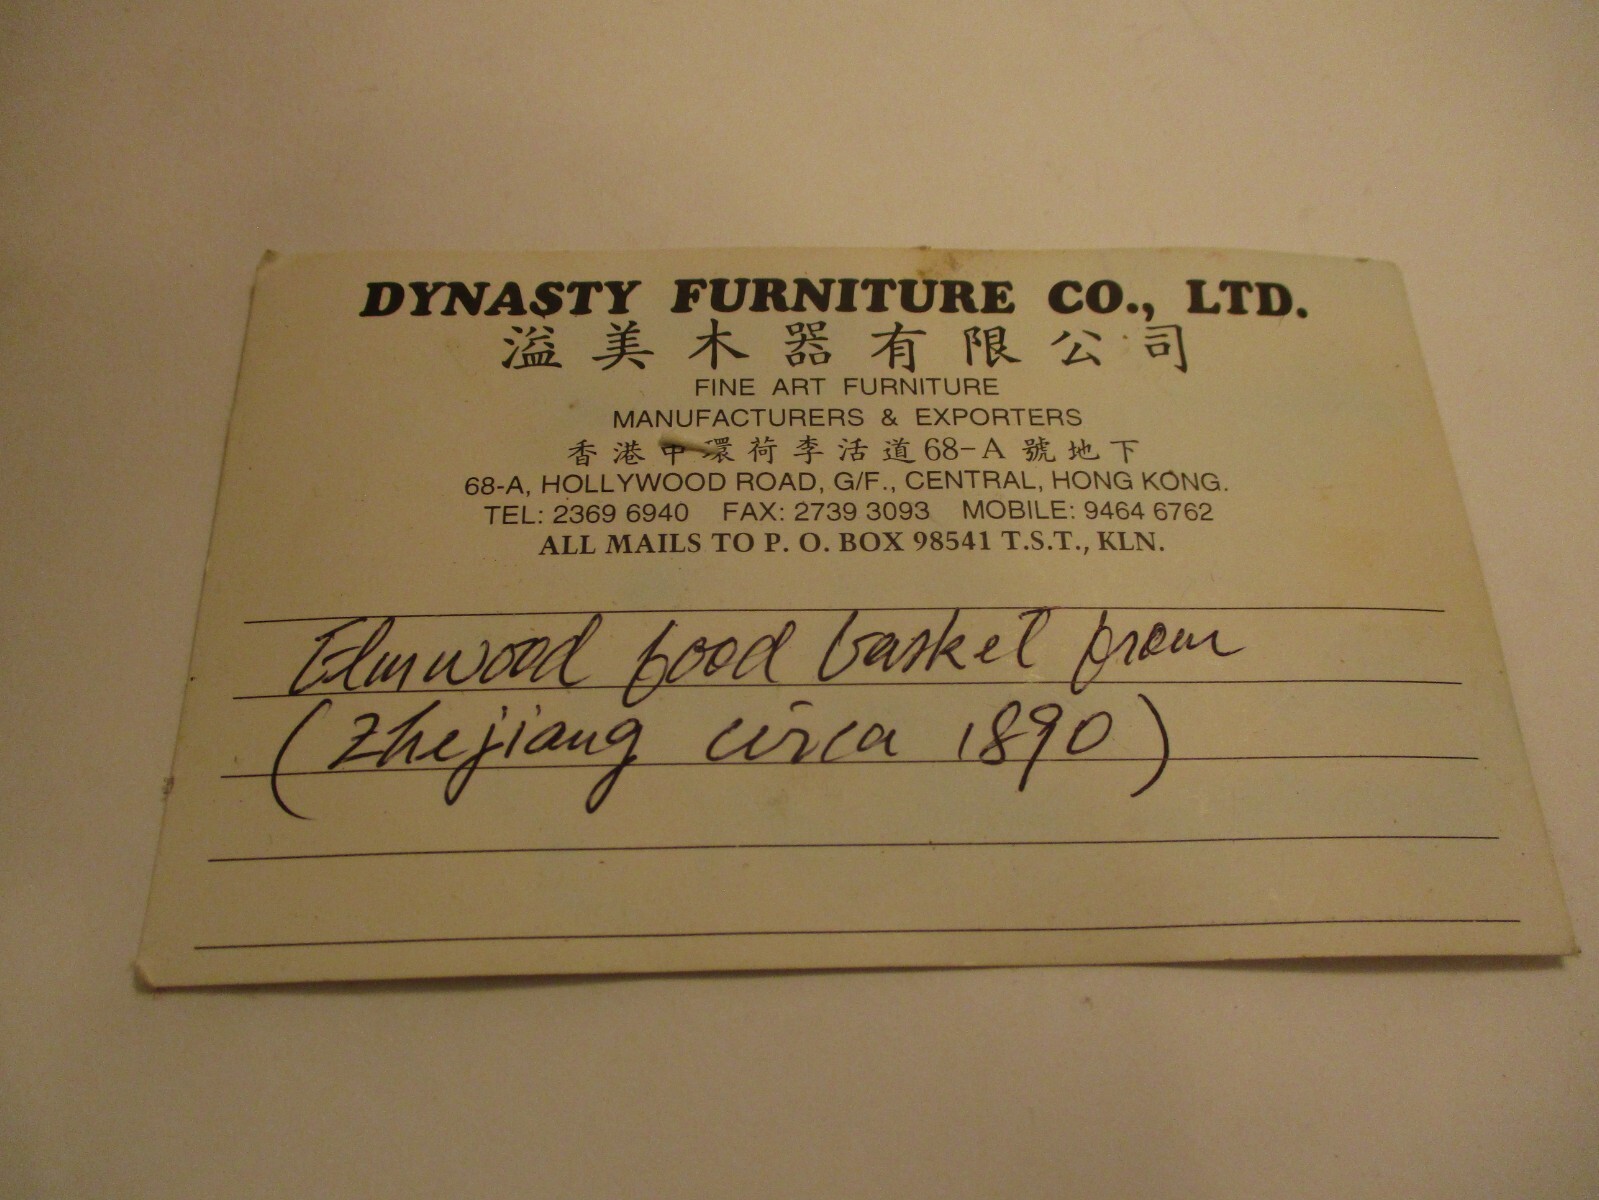 DYNASTY FURNITURE CO., LTD.
溢美木器有限公司
FINE ART FURNITURE
MANUFACTURERS & EXPORTERS
香港中環荷李活道68-A號地下
68-A, HOLLYWOOD ROAD, G/F., CENTRAL, HONG KONG.
TEL: 2369 6940 FAX: 2739 3093 MOBILE: 9464 6762
ALL MAILS TO P. O. BOX 98541 T.S.T., KLN.
Elmwood food basket from
(Zhejiang circa 1890)